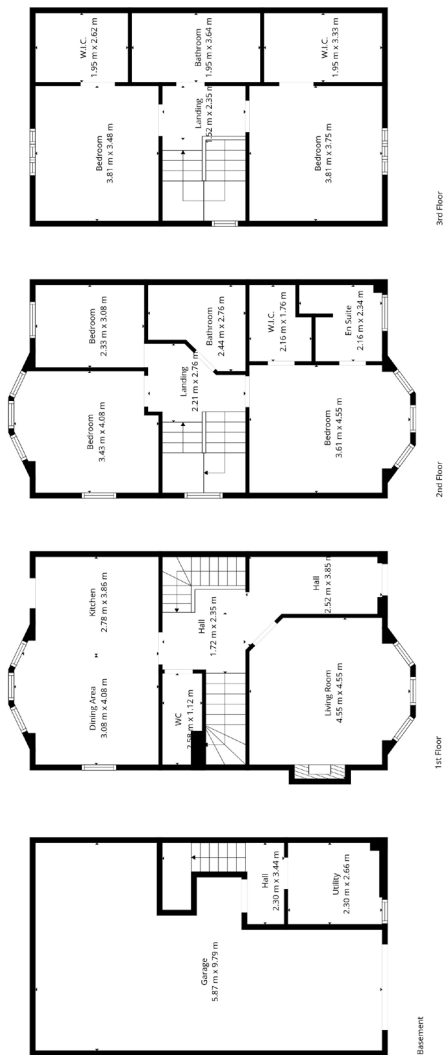 W.I.C.
1.95 m x 2.62 m
Bathroom
1.95 m x 3.64 m
W.I.C.
1.95 m x 3.33 m
Bedroom
3.81 m x 3.48 m
Landing
1.52 m x 2.35 m
Bedroom
3.81 m x 3.75 m
3rd Floor
Bedroom
2.33 m x 3.08 m
Bathroom
2.44 m x 2.76 m
W.I.C.
2.16 m x 1.76 m
En Suite
2.16 m x 2.34 m
Bedroom
3.43 m x 4.08 m
Landing
2.21 m x 2.76 m
Bedroom
3.61 m x 4.55 m
2nd Floor
Kitchen
2.78 m x 3.86 m
Hall
1.72 m x 2.35 m
Hall
2.52 m x 3.85 m
Dining Area
3.08 m x 4.08 m
WC
2.58 m x 1.12 m
Living Room
4.55 m x 4.55 m
1st Floor
Hall
2.30 m x 3.44 m
Utility
2.30 m x 2.66 m
Garage
5.87 m x 9.79 m
Basement